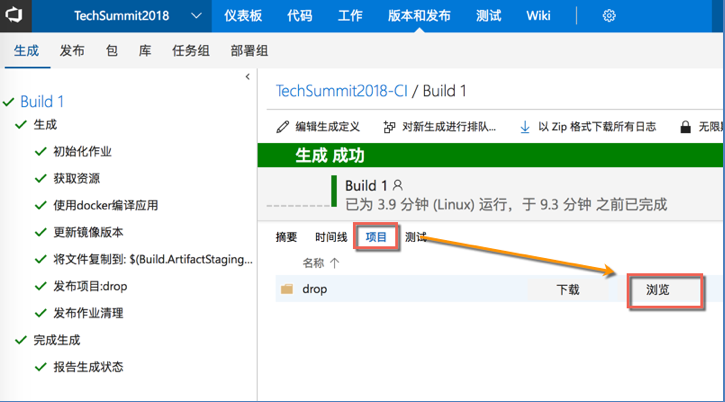 TechSummit2018 仪表板 代码 工作 版本和发布 测试 Wiki
生成 发布 包 库 任务组 部署组
Build 1
生成
初始化作业
获取资源
使用docker编译应用
更新镜像版本
将文件复制到: $(Build.ArtifactStaging...
发布项目:drop
发布作业清理
完成生成
报告生成状态
TechSummit2018-CI / Build 1
编辑生成定义 对新生成进行排队... 以 Zip 格式下载所有日志 无限
生成 成功
Build 1
已为 3.9 分钟 (Linux) 运行，于 9.3 分钟 之前已完成
摘要 时间线 项目 测试
名称
drop 下载 浏览